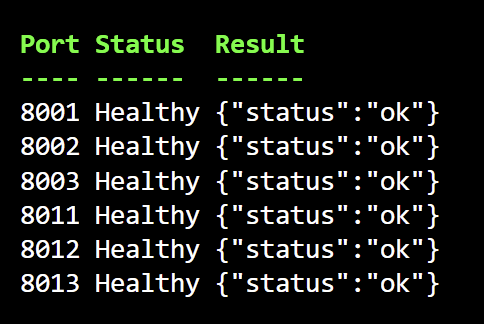 Port Status  Result
---- ------  ------
8001 Healthy {"status":"ok"}
8002 Healthy {"status":"ok"}
8003 Healthy {"status":"ok"}
8011 Healthy {"status":"ok"}
8012 Healthy {"status":"ok"}
8013 Healthy {"status":"ok"}